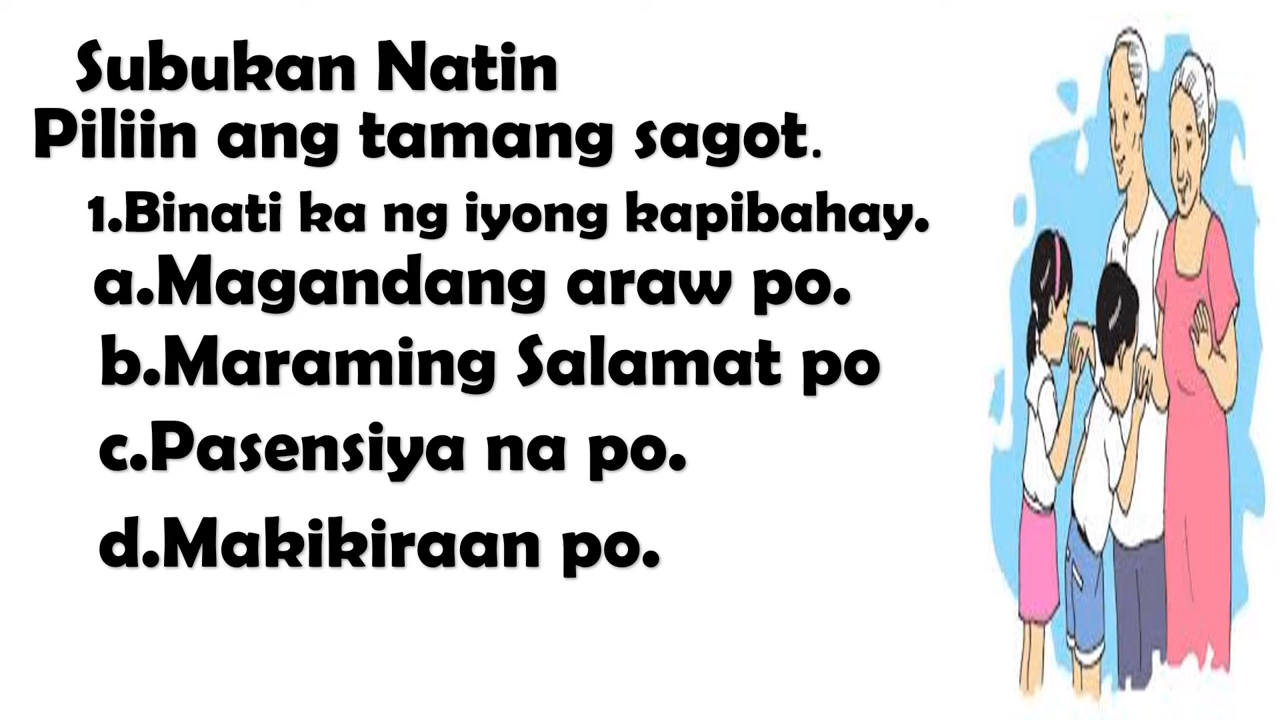 Subukan Natin
Piliin ang tamang sagot.
1.Binati ka ng iyong kapibahay.
a.Magandang araw po.
b.Maraming Salamat po
c.Pasensiya na po.
d.Makikiraan po.